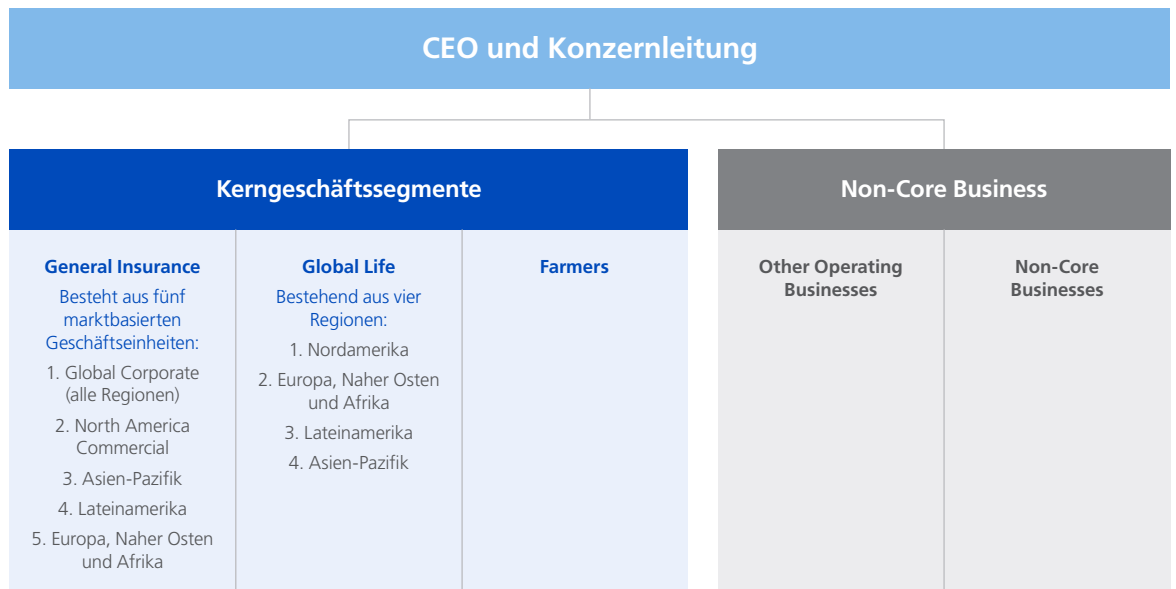 CEO und Konzernleitung
Kerngeschäftssegmente
General Insurance
Besteht aus fünf
marktbasierten
Geschäftseinheiten:
1. Global Corporate
(alle Regionen)
2. North America
Commercial
3. Asien-Pazifik
4. Lateinamerika
5. Europa, Naher Osten
und Afrika
Global Life
Bestehend aus vier
Regionen:
1. Nordamerika
2. Europa, Naher Osten
und Afrika
3. Lateinamerika
4. Asien-Pazifik
Farmers
Non-Core Business
Other Operating
Businesses
Non-Core
Businesses